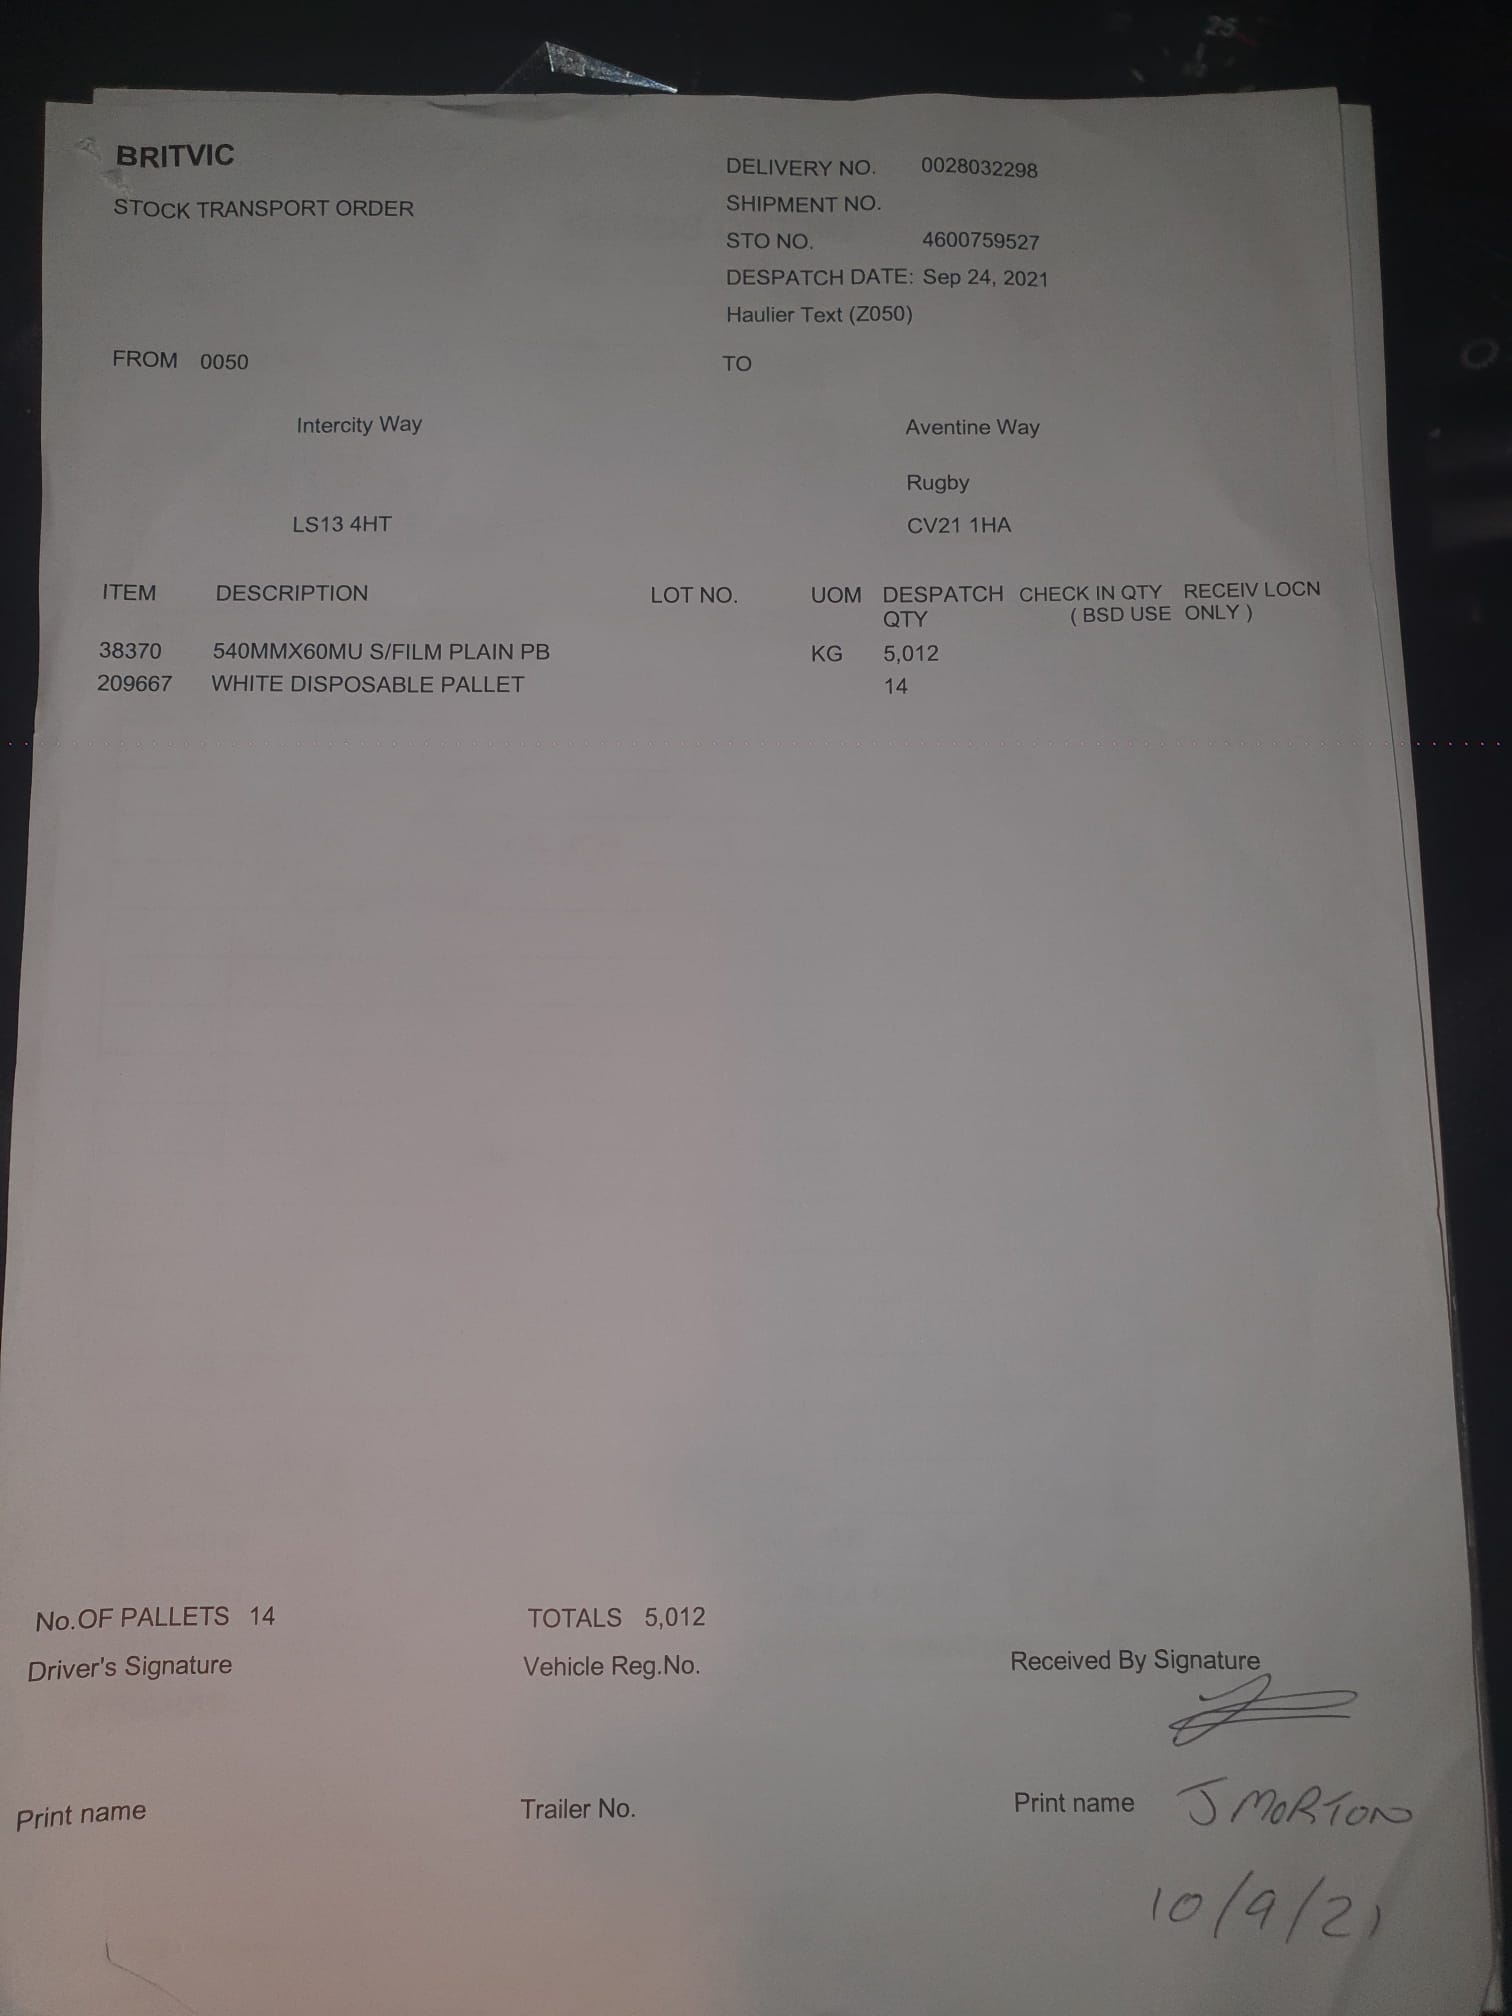 BRITVIC
STOCK TRANSPORT ORDER
DELIVERY NO. 0028032298
SHIPMENT NO.
STO NO. 4600759527
DESPATCH DATE: Sep 24, 2021
Haulier Text (Z050)
FROM 0050 TO
Intercity Way Aventine Way
Rugby
LS13 4HT CV21 1HA
ITEM DESCRIPTION LOT NO. UOM DESPATCH CHECK IN QTY RECEIV LOCN
QTY ( BSD USE ONLY )
38370 540MMX60MU S/FILM PLAIN PB KG 5,012
209667 WHITE DISPOSABLE PALLET 14
No.OF PALLETS 14 TOTALS 5,012
Driver's Signature Vehicle Reg.No. Received By Signature
Print name Trailer No. Print name J MORTON
10/9/21